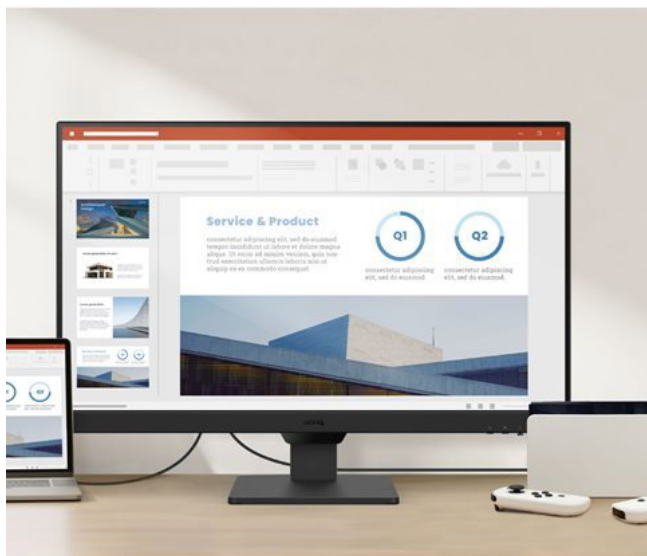 Service & Product
consectetur adipiscing elit, sed do eiusmod
tempor incididunt ut labore et dolore magna
aliqua. Ut enim ad minim veniam, quis nos-
trud exercitation ullamco laboris nisi ut
aliquip ex ea commodo consequat.
Q1
Q2
consectetur adipiscing
elit, sed do eiusmod.
consectetur adipiscing
elit, sed do eiusmod.
BenQ